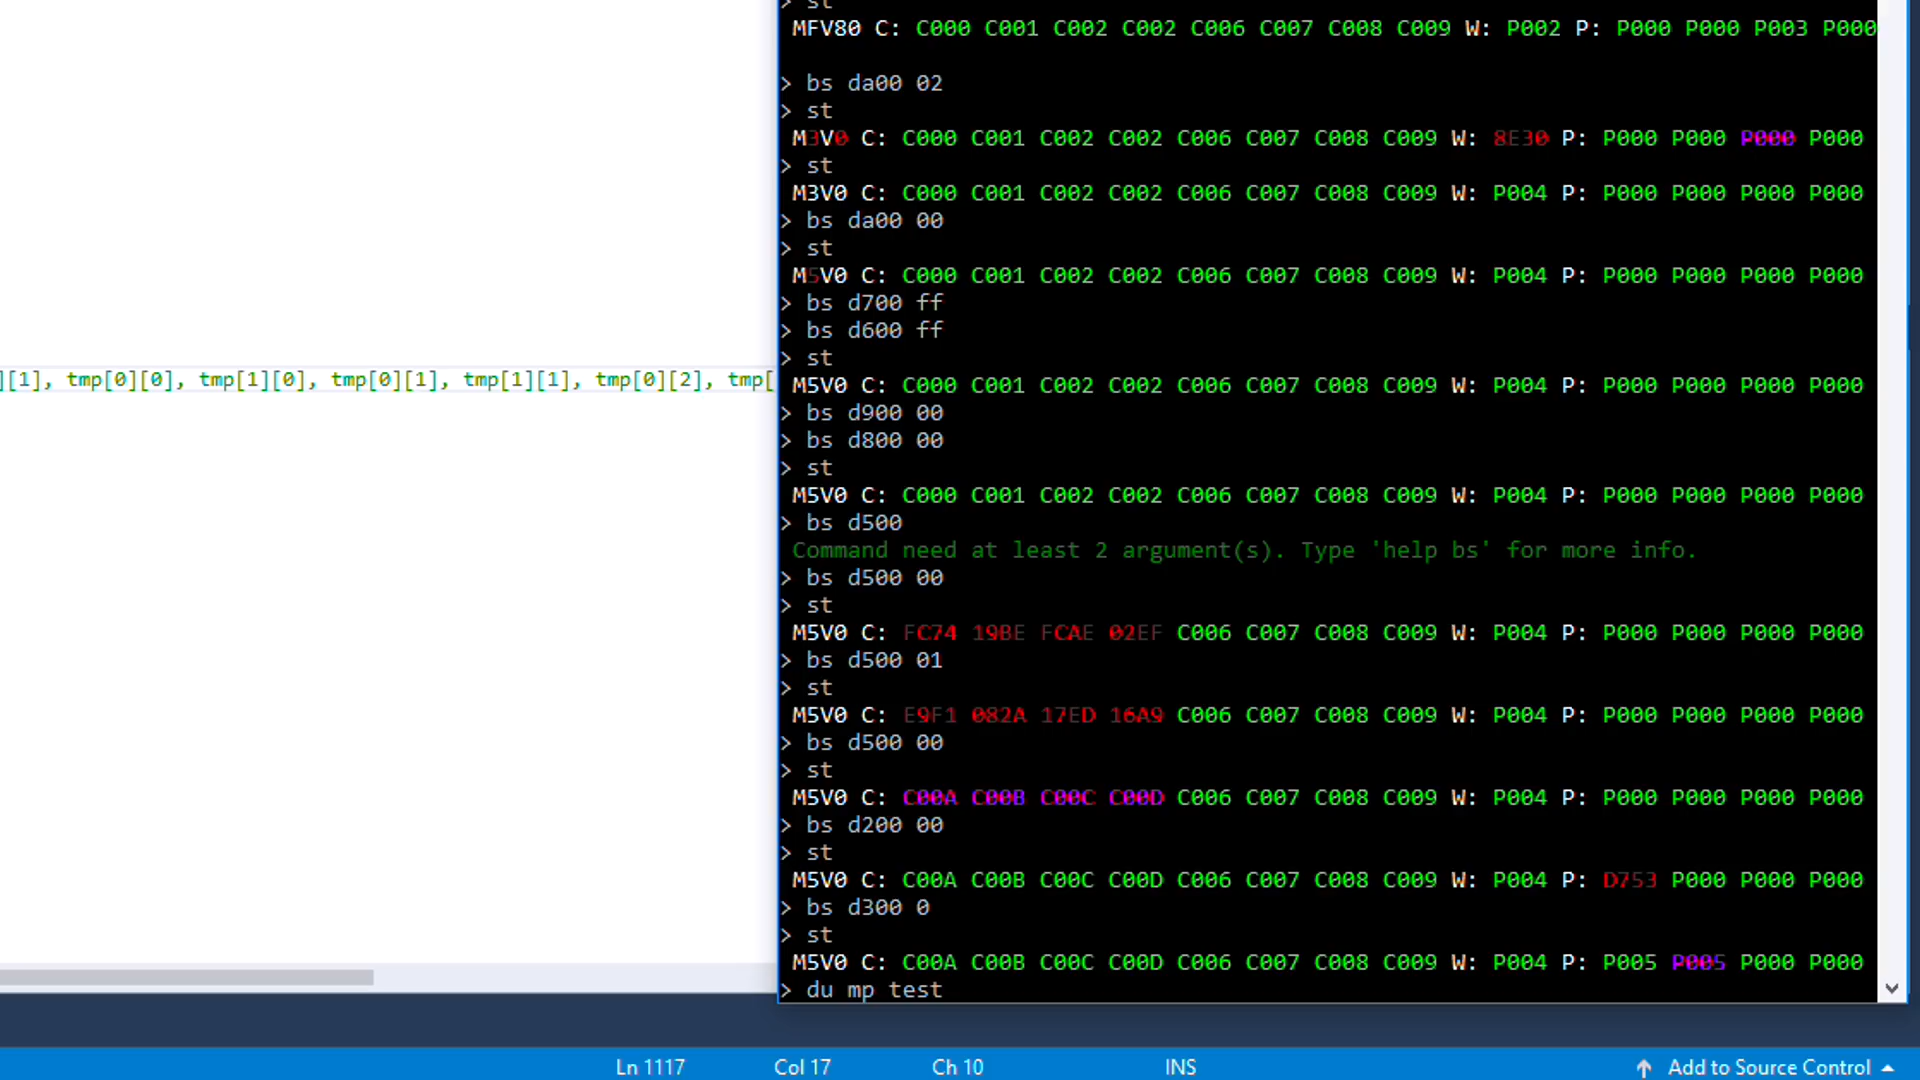 > st
MFV80 C: C000 C001 C002 C002 C006 C007 C008 C009 W: P002 P: P000 P000 P003 P000
> bs da00 02
> st
M3V0 C: C000 C001 C002 C002 C006 C007 C008 C009 W: 8E30 P: P000 P000 P000 P000
> st
M3V0 C: C000 C001 C002 C002 C006 C007 C008 C009 W: P004 P: P000 P000 P000 P000
> bs da00 00
> st
M5V0 C: C000 C001 C002 C002 C006 C007 C008 C009 W: P004 P: P000 P000 P000 P000
> bs d700 ff
> bs d600 ff
> st
][1], tmp[0][0], tmp[1][0], tmp[0][1], tmp[1][1], tmp[0][2], tmp[
M5V0 C: C000 C001 C002 C002 C006 C007 C008 C009 W: P004 P: P000 P000 P000 P000
> bs d900 00
> bs d800 00
> st
M5V0 C: C000 C001 C002 C002 C006 C007 C008 C009 W: P004 P: P000 P000 P000 P000
> bs d500
Command need at least 2 argument(s). Type 'help bs' for more info.
> bs d500 00
> st
M5V0 C: FC74 19BE FCAE 02EF C006 C007 C008 C009 W: P004 P: P000 P000 P000 P000
> bs d500 01
> st
M5V0 C: E9F1 082A 17ED 16A9 C006 C007 C008 C009 W: P004 P: P000 P000 P000 P000
> bs d500 00
> st
M5V0 C: C00A C00B C00C C00D C006 C007 C008 C009 W: P004 P: P000 P000 P000 P000
> bs d200 00
> st
M5V0 C: C00A C00B C00C C00D C006 C007 C008 C009 W: P004 P: D753 P000 P000 P000
> bs d300 0
> st
M5V0 C: C00A C00B C00C C00D C006 C007 C008 C009 W: P004 P: P005 P005 P000 P000
> du mp test
Ln 1117 Col 17 Ch 10 INS Add to Source Control